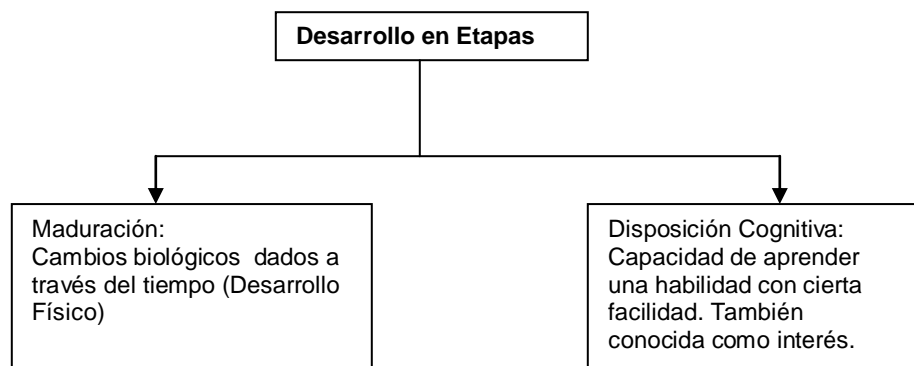 Desarrollo en Etapas
Maduración:
Cambios biológicos dados a
través del tiempo (Desarrollo
Físico)
Disposición Cognitiva:
Capacidad de aprender
una habilidad con cierta
facilidad. También
conocida como interés.